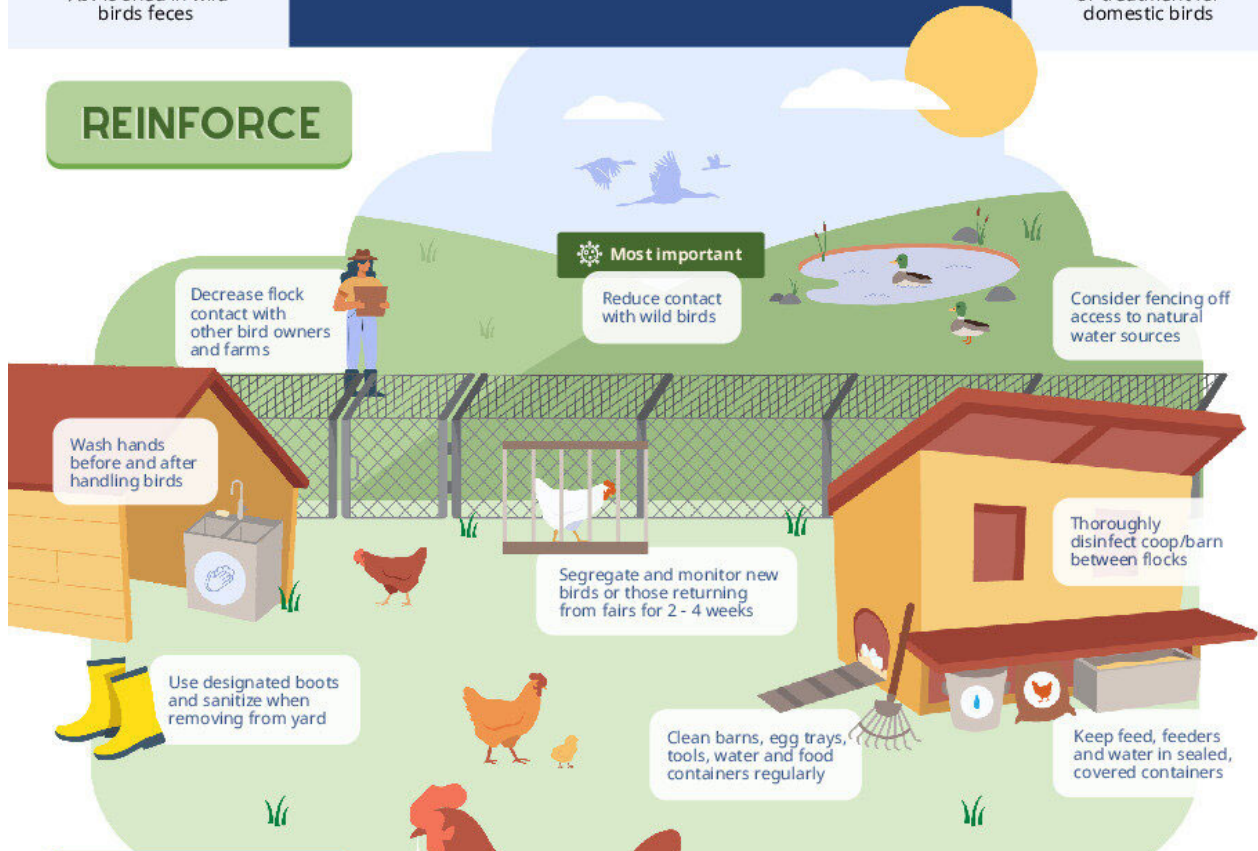 birds feces
domestic birds
REINFORCE
Most important
Decrease flock
contact with
other bird owners
and farms
Reduce contact
with wild birds
Consider fencing off
access to natural
water sources
Wash hands
before and after
handling birds
Thoroughly
disinfect coop/barn
between flocks
Segregate and monitor new
birds or those returning
from fairs for 2 - 4 weeks
Use designated boots
and sanitize when
removing from yard
Clean barns, egg trays,
tools, water and food
containers regularly
Keep feed, feeders
and water in sealed,
covered containers